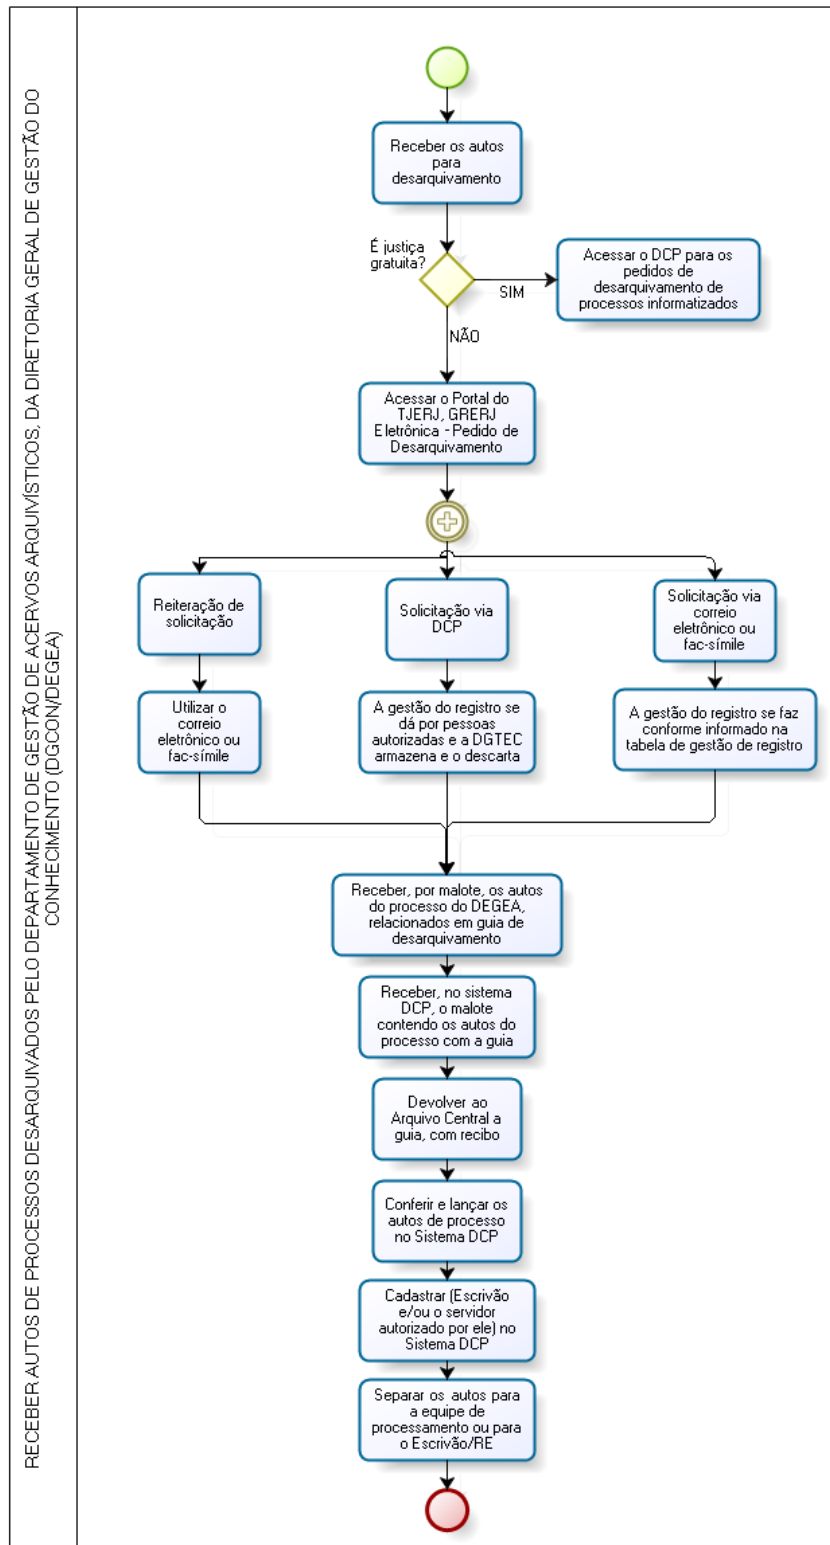 RECEBER AUTOS DE PROCESSOS DESARQUIVADOS PELO DEPARTAMENTO DE GESTÃO DE ACERVOS ARQUIVÍSTICOS, DA DIRETORIA GERAL DE GESTÃO DO
CONHECIMENTO (DGCON/DEGEA)
Receber os autos
para
desarquivamento
É justiça
gratuita?
SIM
Acessar o DCP para os
pedidos de
desarquivamento de
processos informatizados
NÃO
Acessar o Portal do
TJERJ, GRERJ
Eletrônica - Pedido de
Desarquivamento
Reiteração de
solicitação
Solicitação via
DCP
Solicitação via
correio
eletrônico ou
fac-símile
Utilizar o
correio
eletrônico ou
fac-símile
A gestão do registro se
dá por pessoas
autorizadas e a DGTEC
armazena e o descarta
A gestão do registro se faz
conforme informado na
tabela de gestão de registro
Receber, por malote, os autos
do processo do DEGEA,
relacionados em guia de
desarquivamento
Receber, no sistema
DCP, o malote
contendo os autos do
processo com a guia
Devolver ao
Arquivo Central a
guia, com recibo
Conferir e lançar os
autos de processo
no Sistema DCP
Cadastrar (Escrivão
e/ou o servidor
autorizado por ele) no
Sistema DCP
Separar os autos para
a equipe de
processamento ou para
o Escrivão/RE